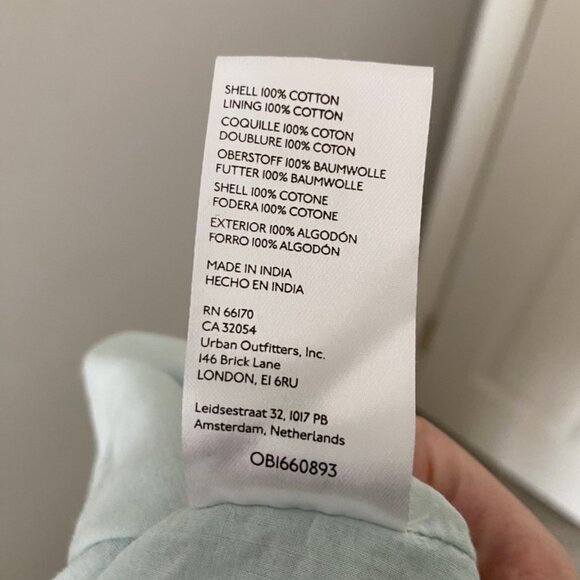 SHELL 100% COTTON
LINING 100% COTTON
COQUILLE 100% COTON
DOUBLURE 100% COTON
OBERSTOFF 100% BAUMWOLLE
FUTTER 100% BAUMWOLLE
SHELL 100% COTONE
FODERA 100% COTONE
EXTERIOR 100% ALGODÓN
FORRO 100% ALGODÓN
MADE IN INDIA
HECHO EN INDIA
RN 66170
CA 32054
Urban Outfitters, Inc.
146 Brick Lane
LONDON, E1 6RU
Leidsestraat 32, 1017 PB
Amsterdam, Netherlands
OB1660893